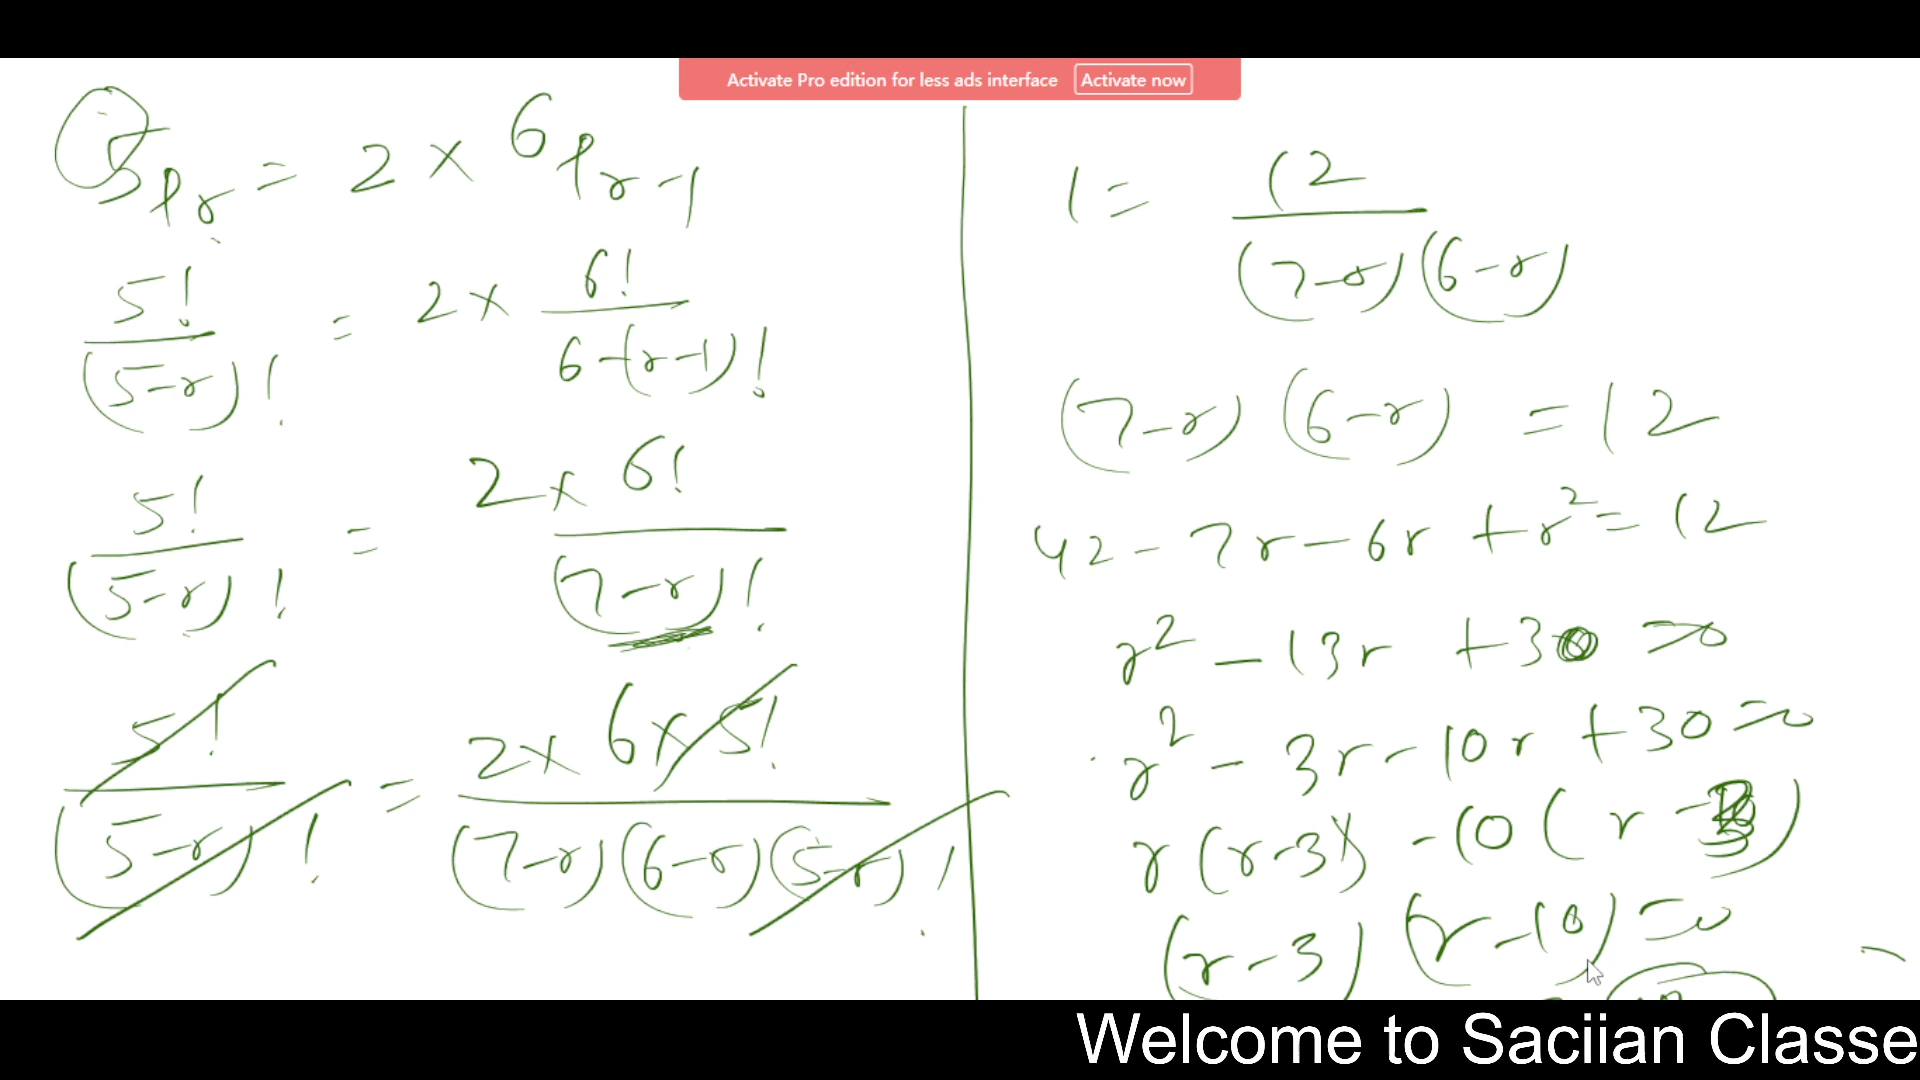 Activate Pro edition for less ads interface Activate now
5Pr = 2 × 6Pr-1
5! / (5-r)! = 2 × 6! / 6-(r-1)!
5! / (5-r)! = 2 × 6! / (7-r)!
5! / (5-r)! = 2 × 6 × 5! / (7-r)(6-r)(5-r)!
1 = 12 / (7-r)(6-r)
(7-r)(6-r) = 12
42 - 7r - 6r + r² = 12
r² - 13r + 30 = 0
r² - 3r - 10r + 30 = 0
r(r-3) - 10(r-3)
(r-3)(r-10) = 0
Welcome to Saciian Classe